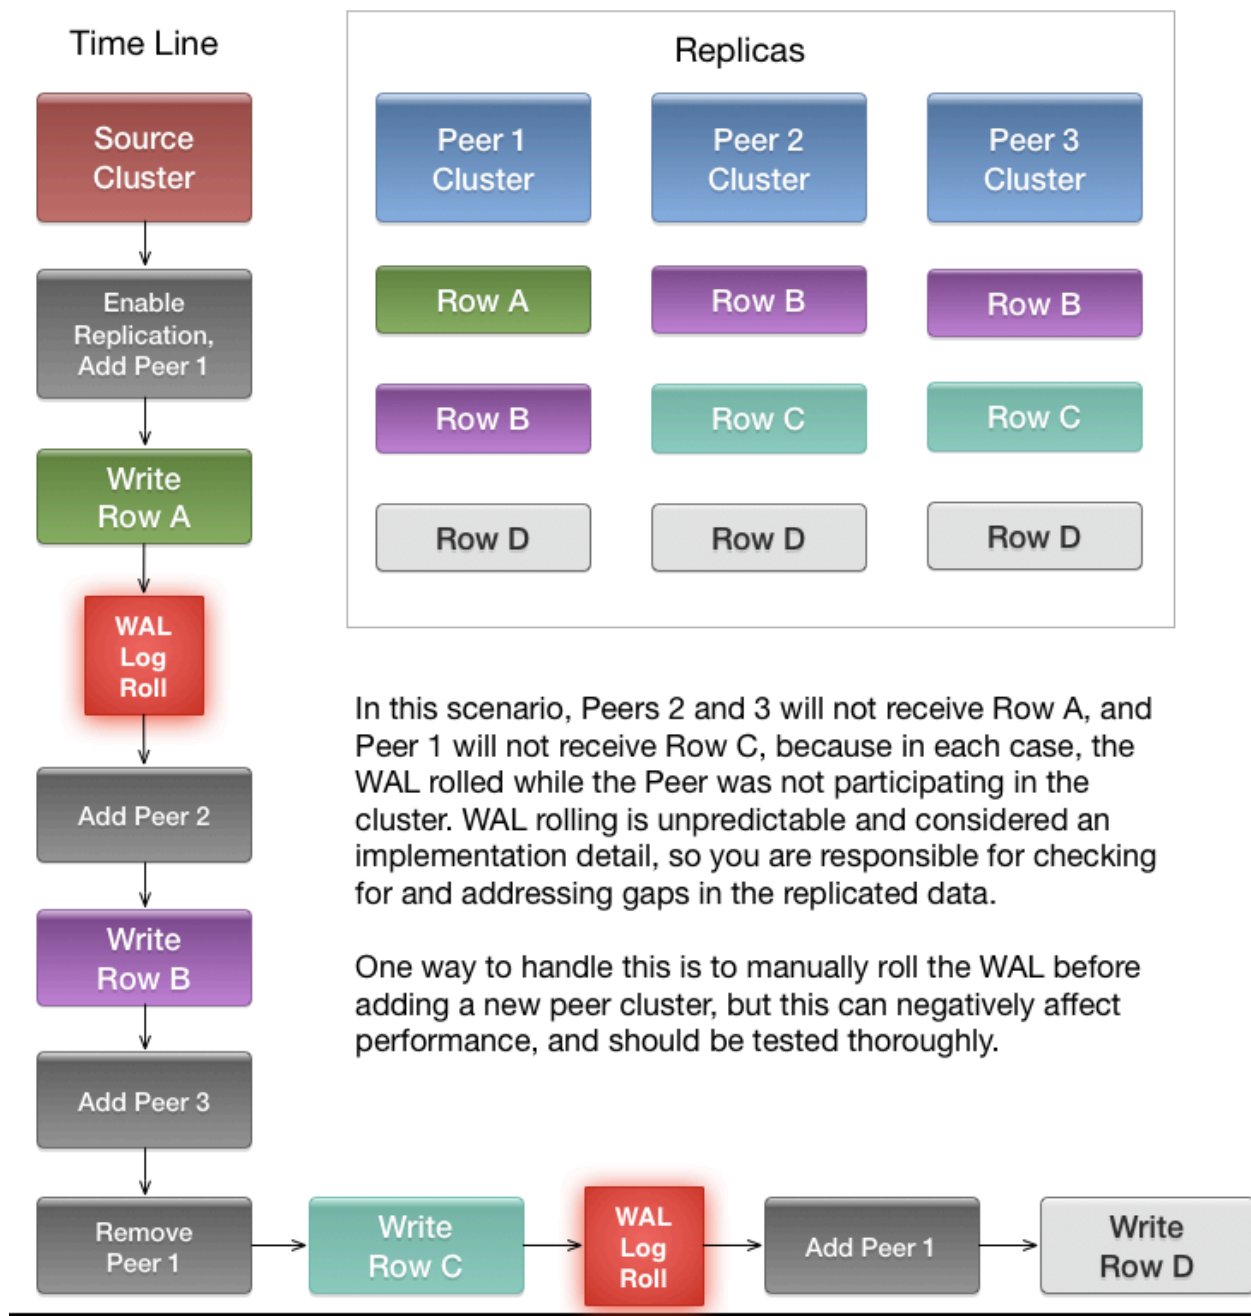 Time Line
Source
Cluster
Enable
Replication,
Add Peer 1
Write
Row A
WAL
Log
Roll
Add Peer 2
Write
Row B
Add Peer 3
Remove
Peer 1
Write
Row C
WAL
Log
Roll
Add Peer 1
Write
Row D
Replicas
Peer 1
Cluster
Peer 2
Cluster
Peer 3
Cluster
Row A
Row B
Row B
Row B
Row C
Row C
Row D
Row D
Row D
In this scenario, Peers 2 and 3 will not receive Row A, and
Peer 1 will not receive Row C, because in each case, the
WAL rolled while the Peer was not participating in the
cluster. WAL rolling is unpredictable and considered an
implementation detail, so you are responsible for checking
for and addressing gaps in the replicated data.
One way to handle this is to manually roll the WAL before
adding a new peer cluster, but this can negatively affect
performance, and should be tested thoroughly.